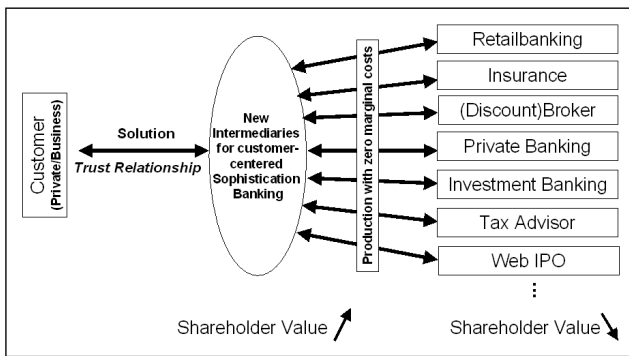 Customer
(Private/Business)
Solution
Trust Relationship
New
Intermediaries
for customer-
centered
Sophistication
Banking
Production with zero marginal costs
Retailbanking
Insurance
(Discount)Broker
Private Banking
Investment Banking
Tax Advisor
Web IPO
...
Shareholder Value
Shareholder Value